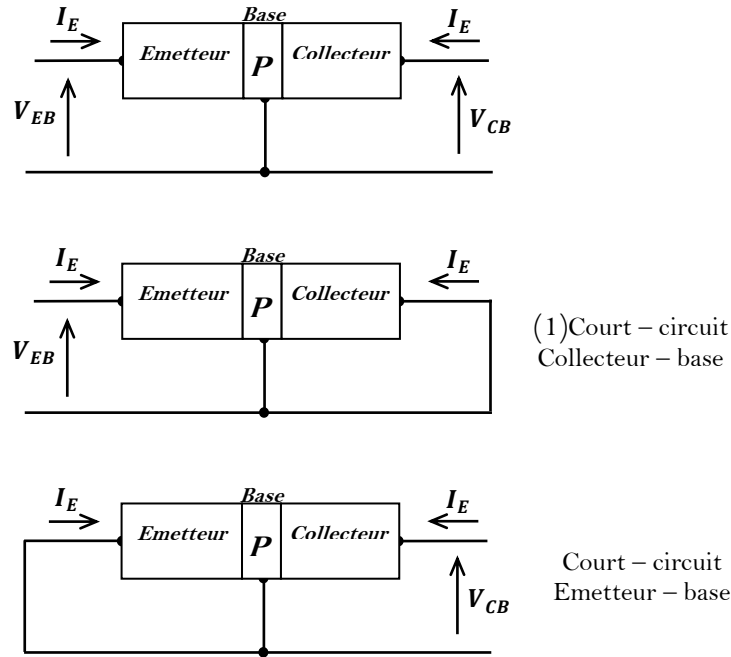 Base
I_E
I_E
Emetteur
P
Collecteur
V_EB
V_CB
Base
I_E
I_E
Emetteur
P
Collecteur
V_EB
(1)Court – circuit
Collecteur – base
Base
I_E
I_E
Emetteur
P
Collecteur
V_CB
Court – circuit
Emetteur – base